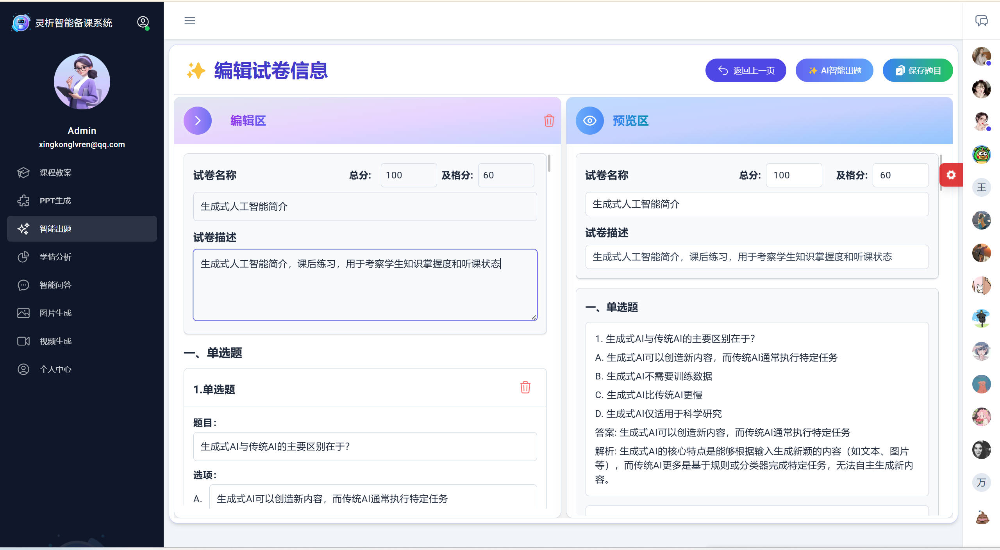 灵析智能备课系统
Admin
xingkonglvren@qq.com
课程教案
PPT生成
智能出题
学情分析
智能问答
图片生成
视频生成
个人中心
编辑试卷信息
返回上一页
AI智能出题
保存题目
编辑区
试卷名称 总分: 100 及格分: 60
生成式人工智能简介
试卷描述
生成式人工智能简介，课后练习，用于考察学生知识掌握度和听课状态
一、单选题
1.单选题
题目：
生成式AI与传统AI的主要区别在于？
选项：
A. 生成式AI可以创造新内容，而传统AI通常执行特定任务
预览区
试卷名称 总分: 100 及格分: 60
生成式人工智能简介
试卷描述
生成式人工智能简介，课后练习，用于考察学生知识掌握度和听课状态
一、单选题
1. 生成式AI与传统AI的主要区别在于？
A. 生成式AI可以创造新内容，而传统AI通常执行特定任务
B. 生成式AI不需要训练数据
C. 生成式AI比传统AI更慢
D. 生成式AI仅适用于科学研究
答案: 生成式AI可以创造新内容，而传统AI通常执行特定任务
解析: 生成式AI的核心特点是能够根据输入生成新颖的内容（如文本、图片
等），而传统AI更多是基于规则或分类器完成特定任务，无法自主生成新内
容。
王
万